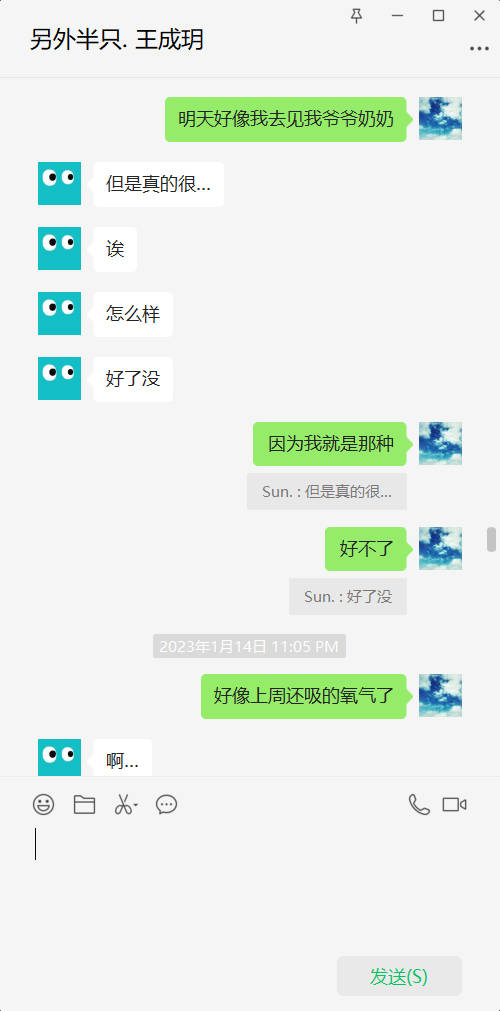 另外半只. 王成玥
明天好像我去见我爷爷奶奶
但是真的很...
诶
怎么样
好了没
因为我就是那种
Sun. : 但是真的很...
好不了
Sun. : 好了没
2023年1月14日 11:05 PM
好像上周还吸的氧气了
啊...
发送(S)